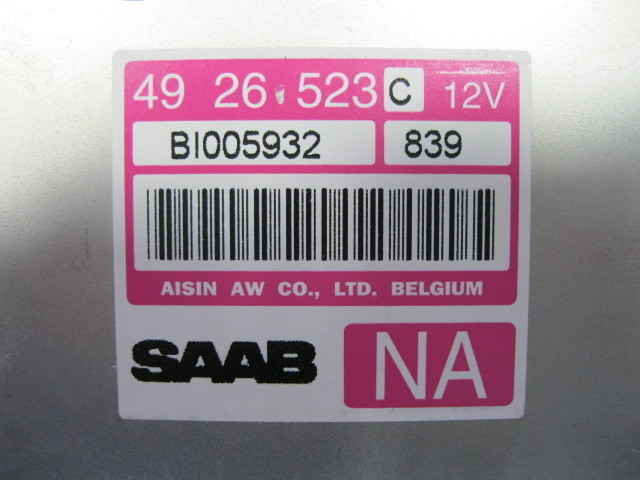 49 26 523 C 12V
BI005932 839
AISIN AW CO., LTD. BELGIUM
SAAB NA